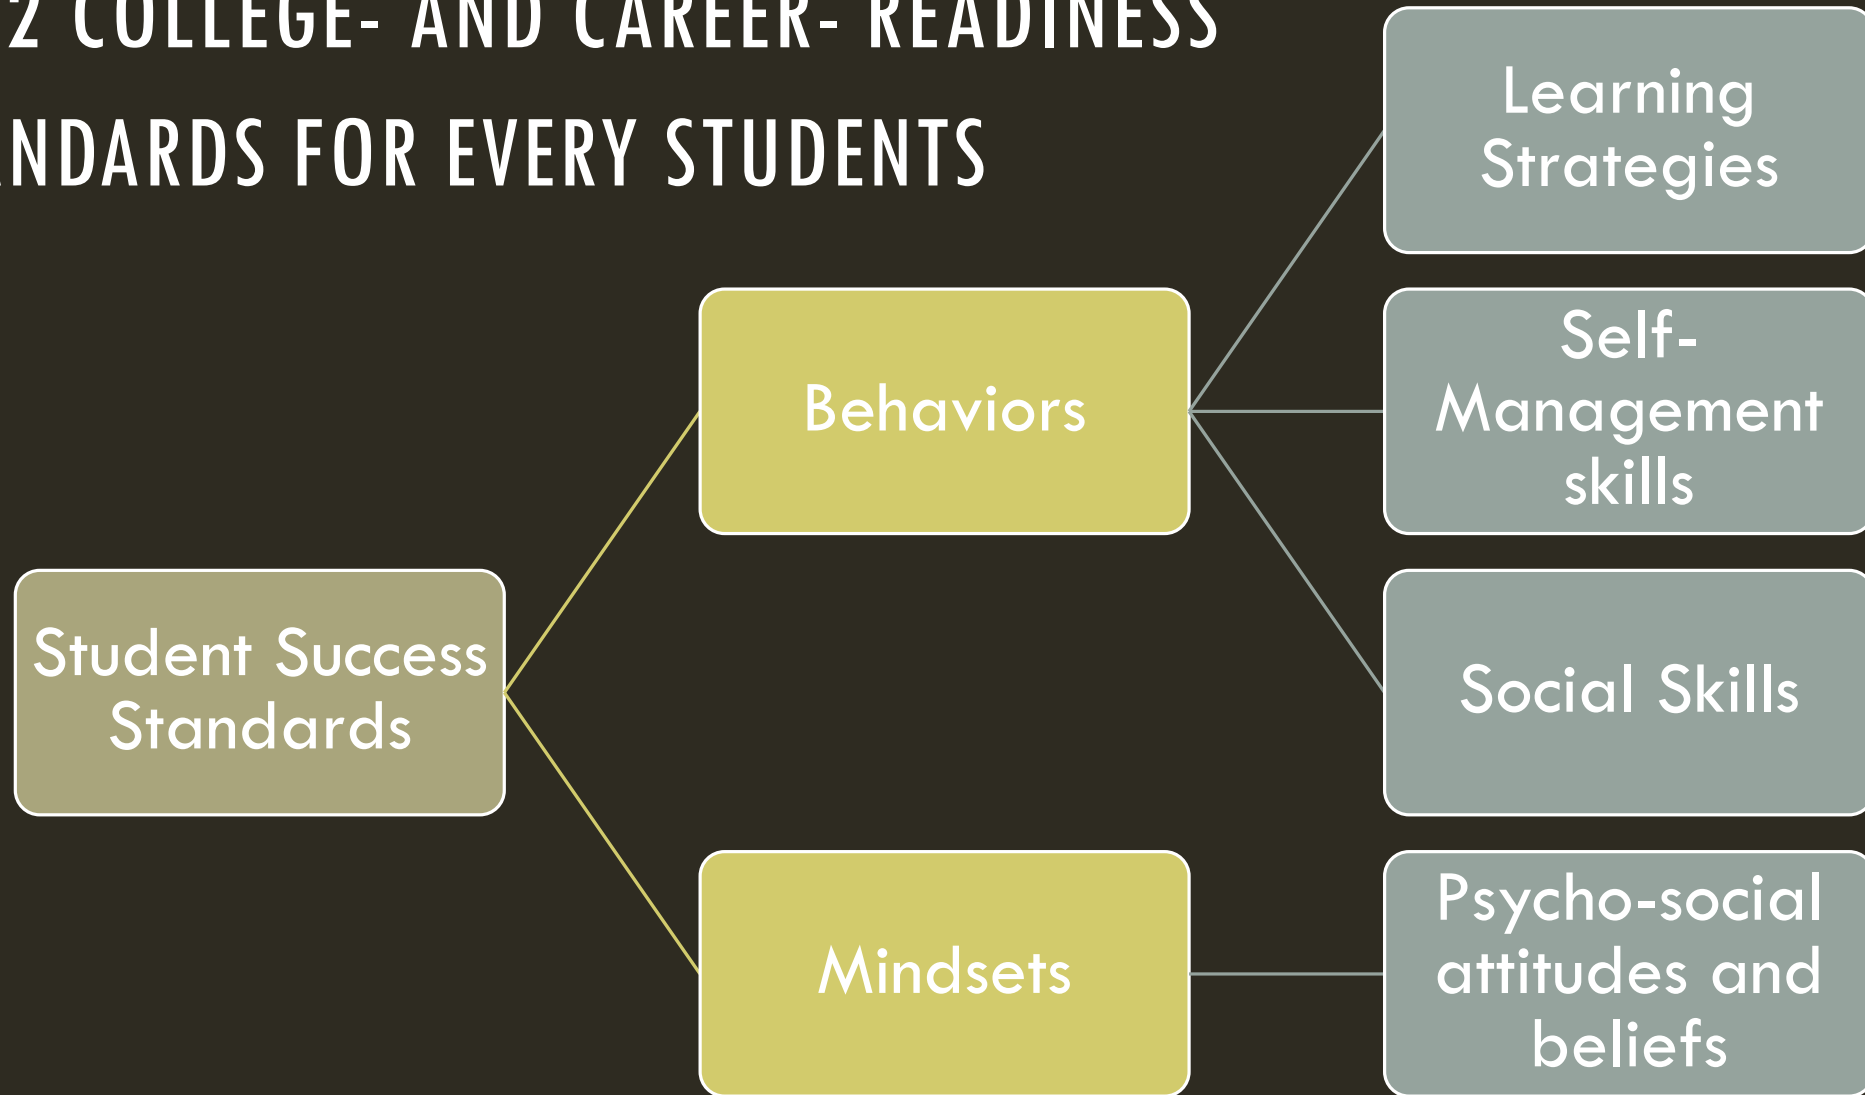 2 COLLEGE- AND CAREER- READINESS
NDARDS FOR EVERY STUDENTS
Learning
Strategies
Behaviors
Self-
Management
skills
Student Success
Standards
Social Skills
Mindsets
Psycho-social
attitudes and
beliefs